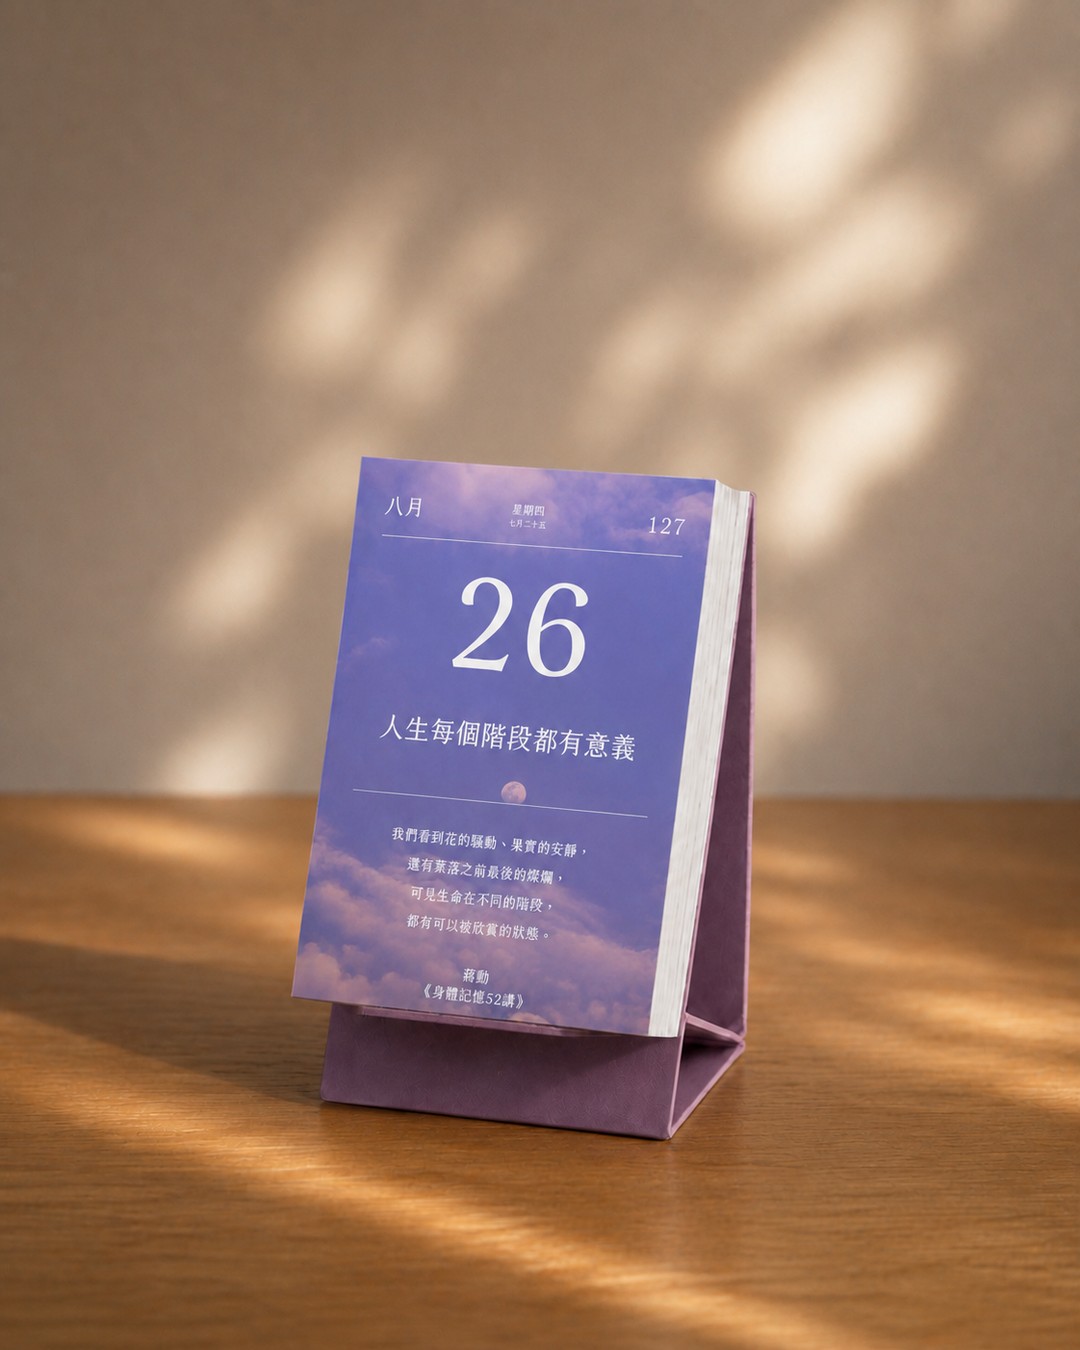 八月
星期四
七月二十五
127
26
人生每個階段都有意義
我們看到花的騷動、果實的安靜，
還有葉落之前最後的燦爛，
可見生命在不同的階段，
都有可以被欣賞的狀態。
蔣勳
《身體記憶52講》